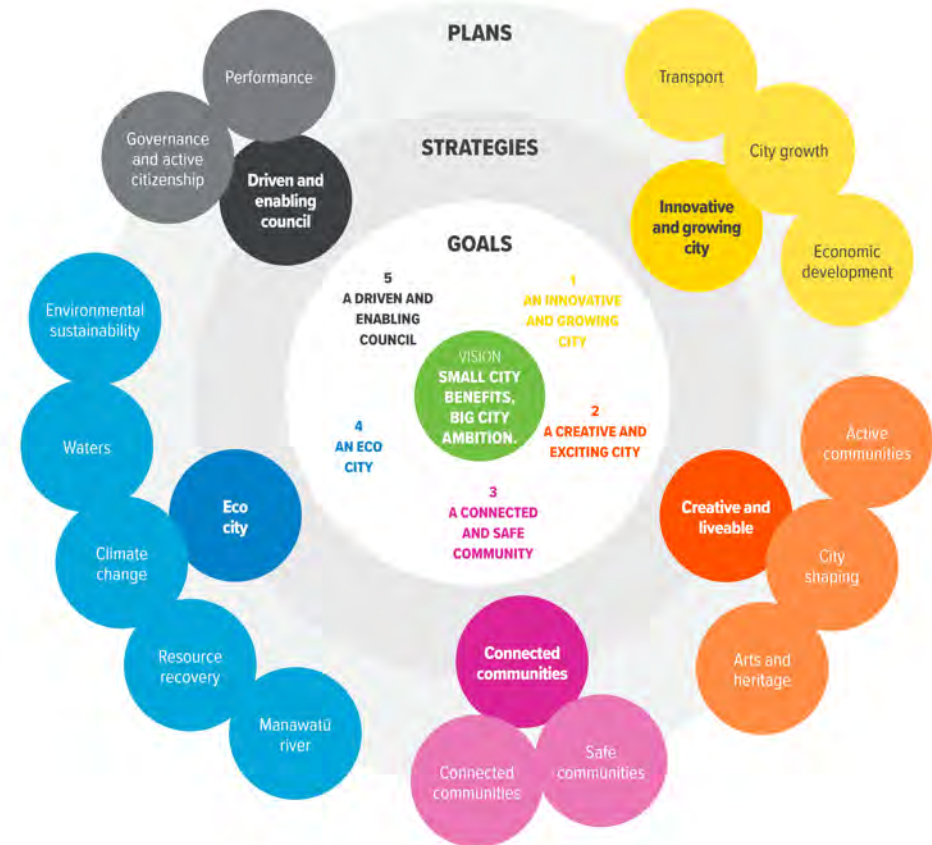 PLANS
STRATEGIES
GOALS
VISION
SMALL CITY
BENEFITS,
BIG CITY
AMBITION.
1
AN INNOVATIVE
AND GROWING
CITY
2
A CREATIVE AND
EXCITING CITY
3
A CONNECTED
AND SAFE
COMMUNITY
4
AN ECO
CITY
5
A DRIVEN AND
ENABLING
COUNCIL
Innovative
and growing
city
Transport
City growth
Economic
development
Creative and
liveable
Active
communities
City
shaping
Arts and
heritage
Connected
communities
Safe
communities
Connected
communities
Eco
city
Environmental
sustainability
Waters
Climate
change
Resource
recovery
Manawatū
river
Driven and
enabling
council
Performance
Governance
and active
citizenship